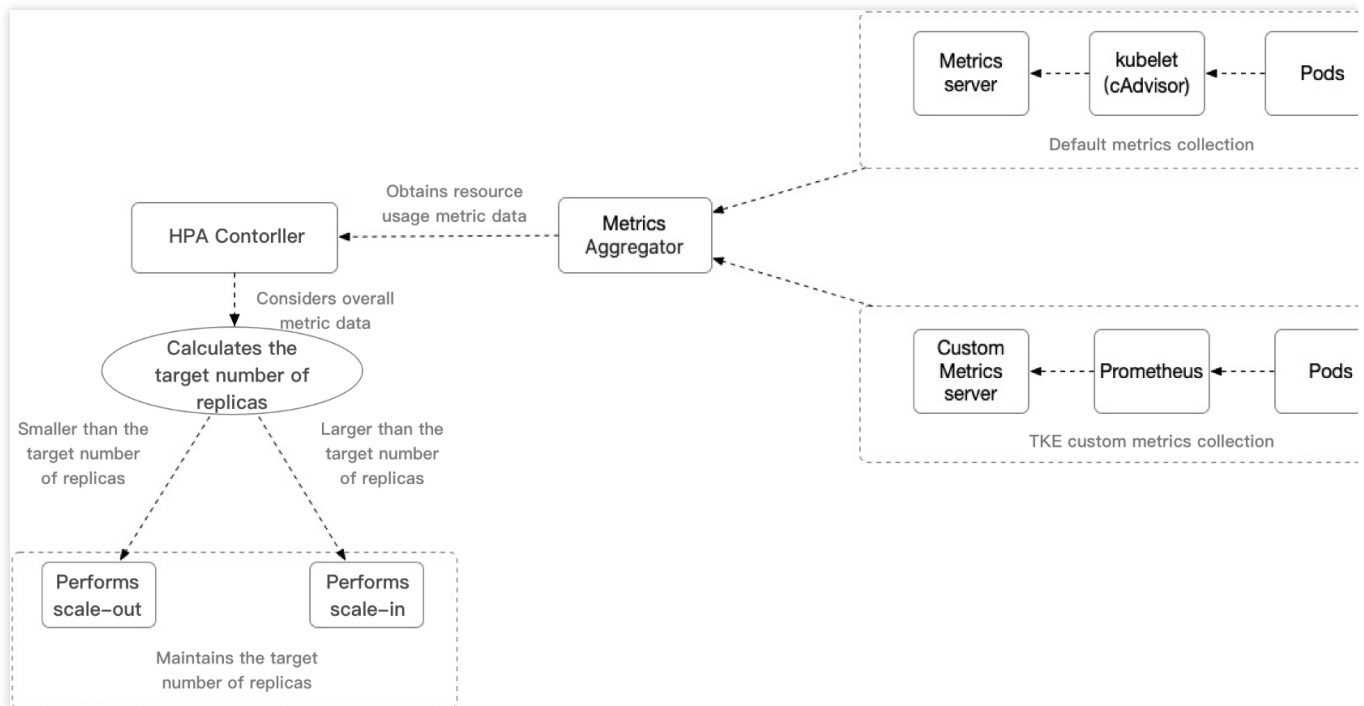 Metrics
server
kubelet
(cAdvisor)
Pods
Default metrics collection
Obtains resource
usage metric data
HPA Contorller
Metrics
Aggregator
Considers overall
metric data
Calculates the
target number of
replicas
Custom
Metrics
server
Prometheus
Pods
TKE custom metrics collection
Smaller than the
target number
of replicas
Larger than the
target number
of replicas
Performs
scale-out
Performs
scale-in
Maintains the target
number of replicas